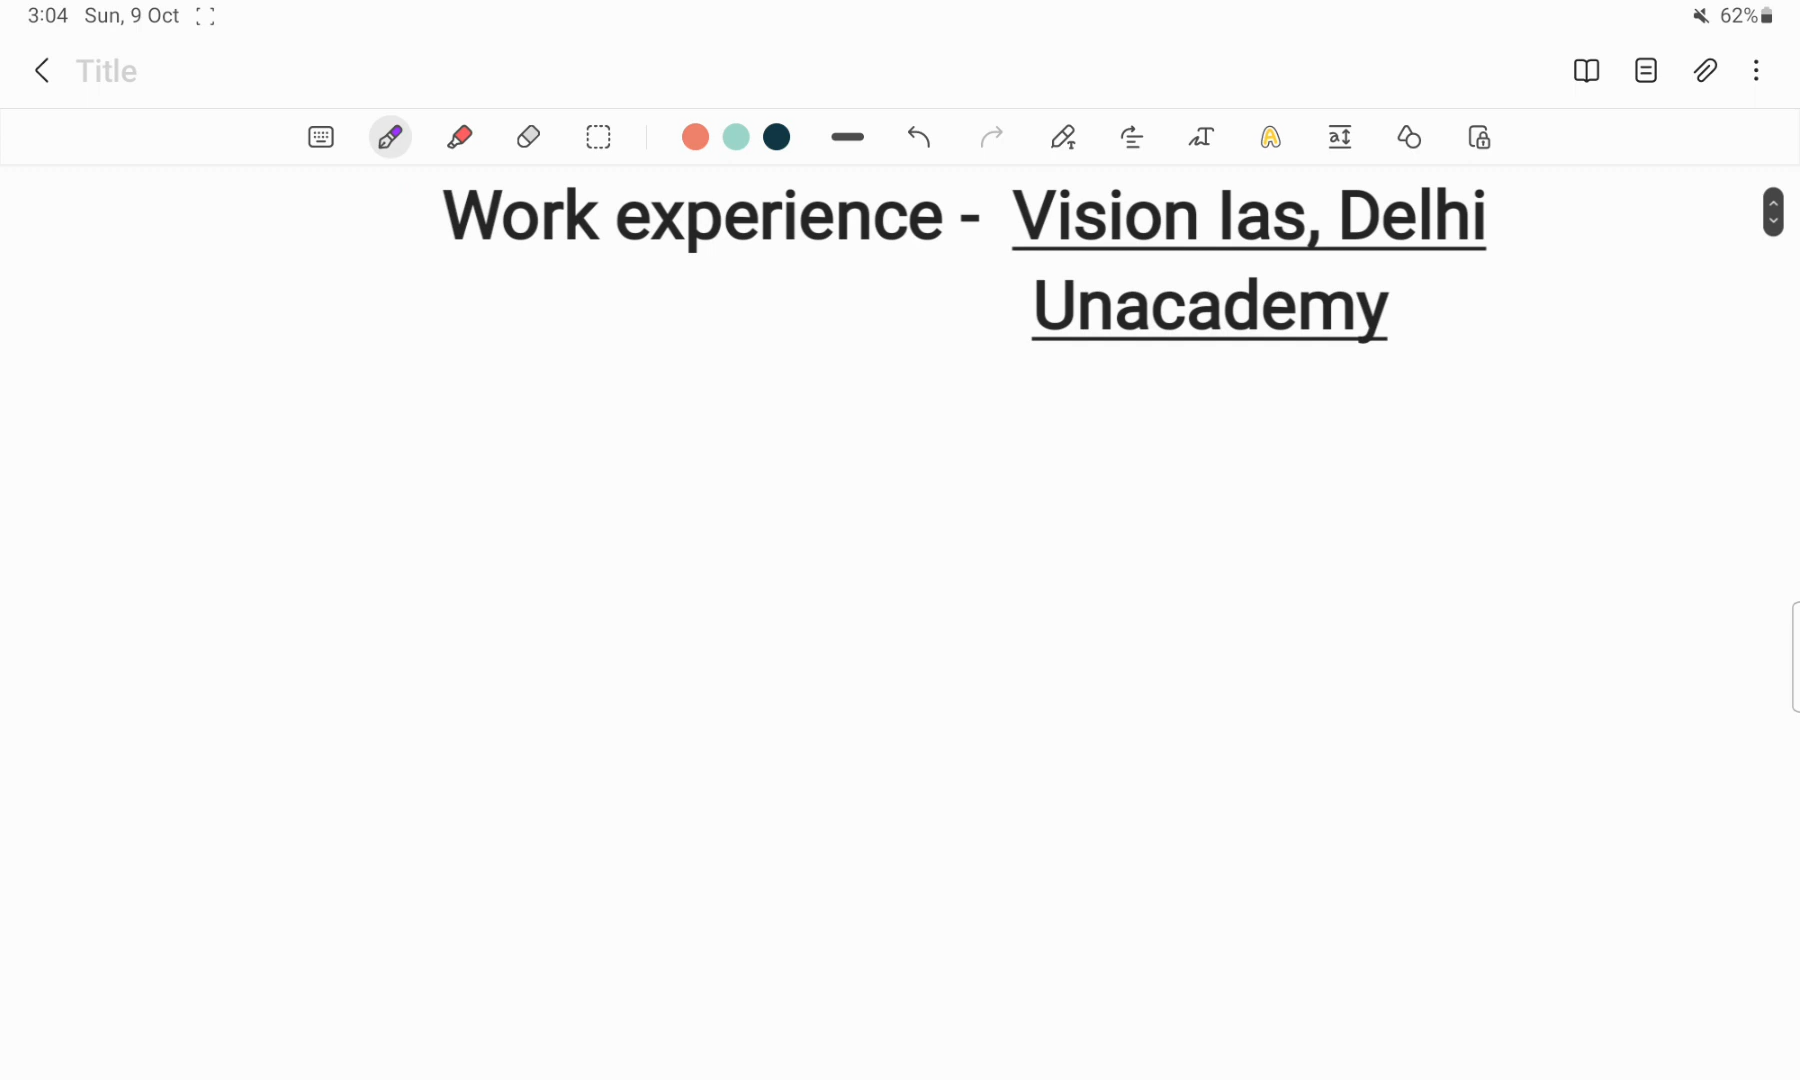 3:04 Sun, 9 Oct 62%
Title
Work experience - Vision Ias, Delhi
Unacademy